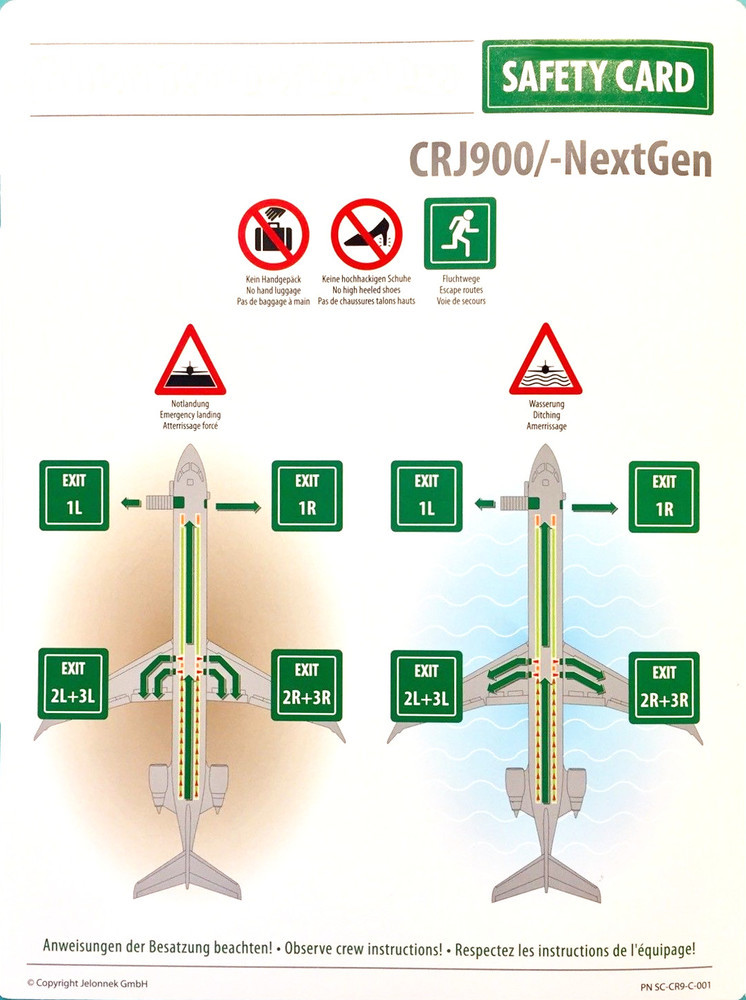 SAFETY CARD
CRJ900/-NextGen
Kein Handgepäck
No hand luggage
Pas de baggage à main
Keine hochhackigen Schuhe
No high heeled shoes
Pas de chaussures talons hauts
Fluchtwege
Escape routes
Voie de secours
Notlandung
Emergency landing
Atterrissage forcé
Wasserung
Ditching
Amerrissage
EXIT
1L
EXIT
1R
EXIT
2L+3L
EXIT
2R+3R
EXIT
1L
EXIT
1R
EXIT
2L+3L
EXIT
2R+3R
Anweisungen der Besatzung beachten! • Observe crew instructions! • Respectez les instructions de l'équipage!
© Copyright Jelonnek GmbH
PN SC-CR9-C-001